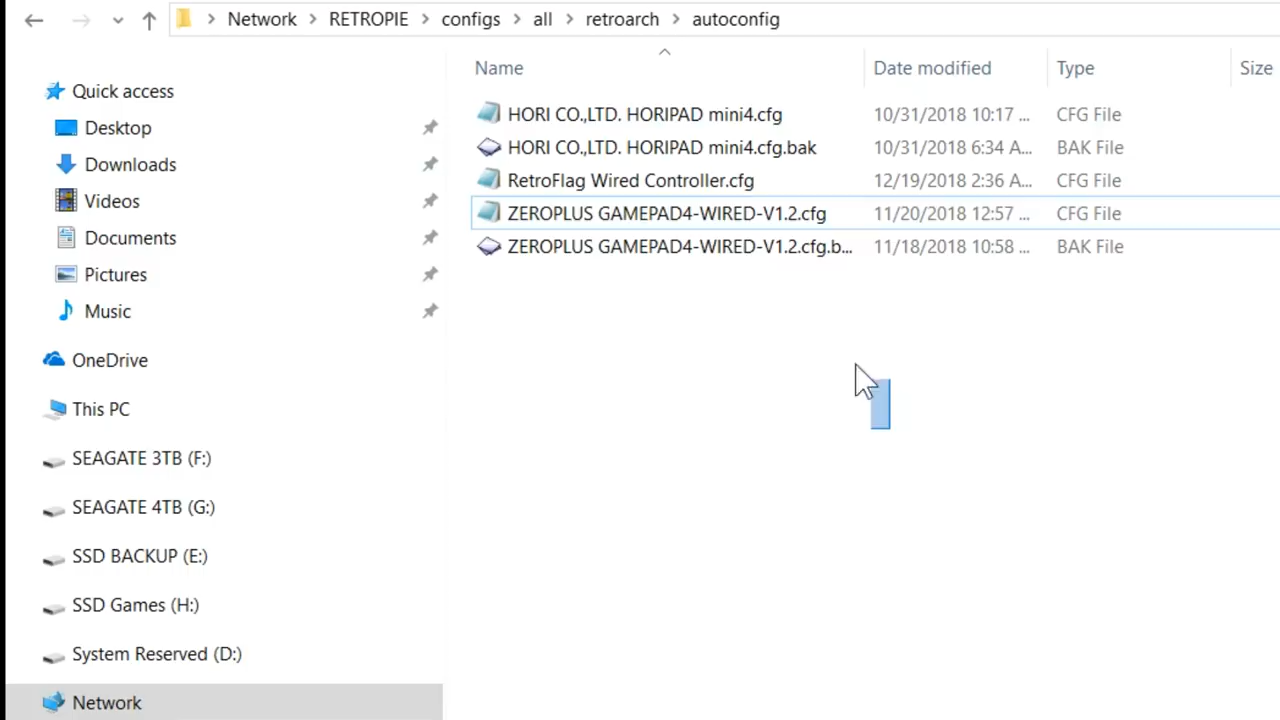 Network > RETROPIE > configs > all > retroarch > autoconfig
Name Date modified Type Size
Quick access
Desktop
Downloads
Videos
Documents
Pictures
Music
OneDrive
This PC
SEAGATE 3TB (F:)
SEAGATE 4TB (G:)
SSD BACKUP (E:)
SSD Games (H:)
System Reserved (D:)
Network
HORI CO.,LTD. HORIPAD mini4.cfg 10/31/2018 10:17 ... CFG File
HORI CO.,LTD. HORIPAD mini4.cfg.bak 10/31/2018 6:34 A... BAK File
RetroFlag Wired Controller.cfg 12/19/2018 2:36 A... CFG File
ZEROPLUS GAMEPAD4-WIRED-V1.2.cfg 11/20/2018 12:57 ... CFG File
ZEROPLUS GAMEPAD4-WIRED-V1.2.cfg.b... 11/18/2018 10:58 ... BAK File